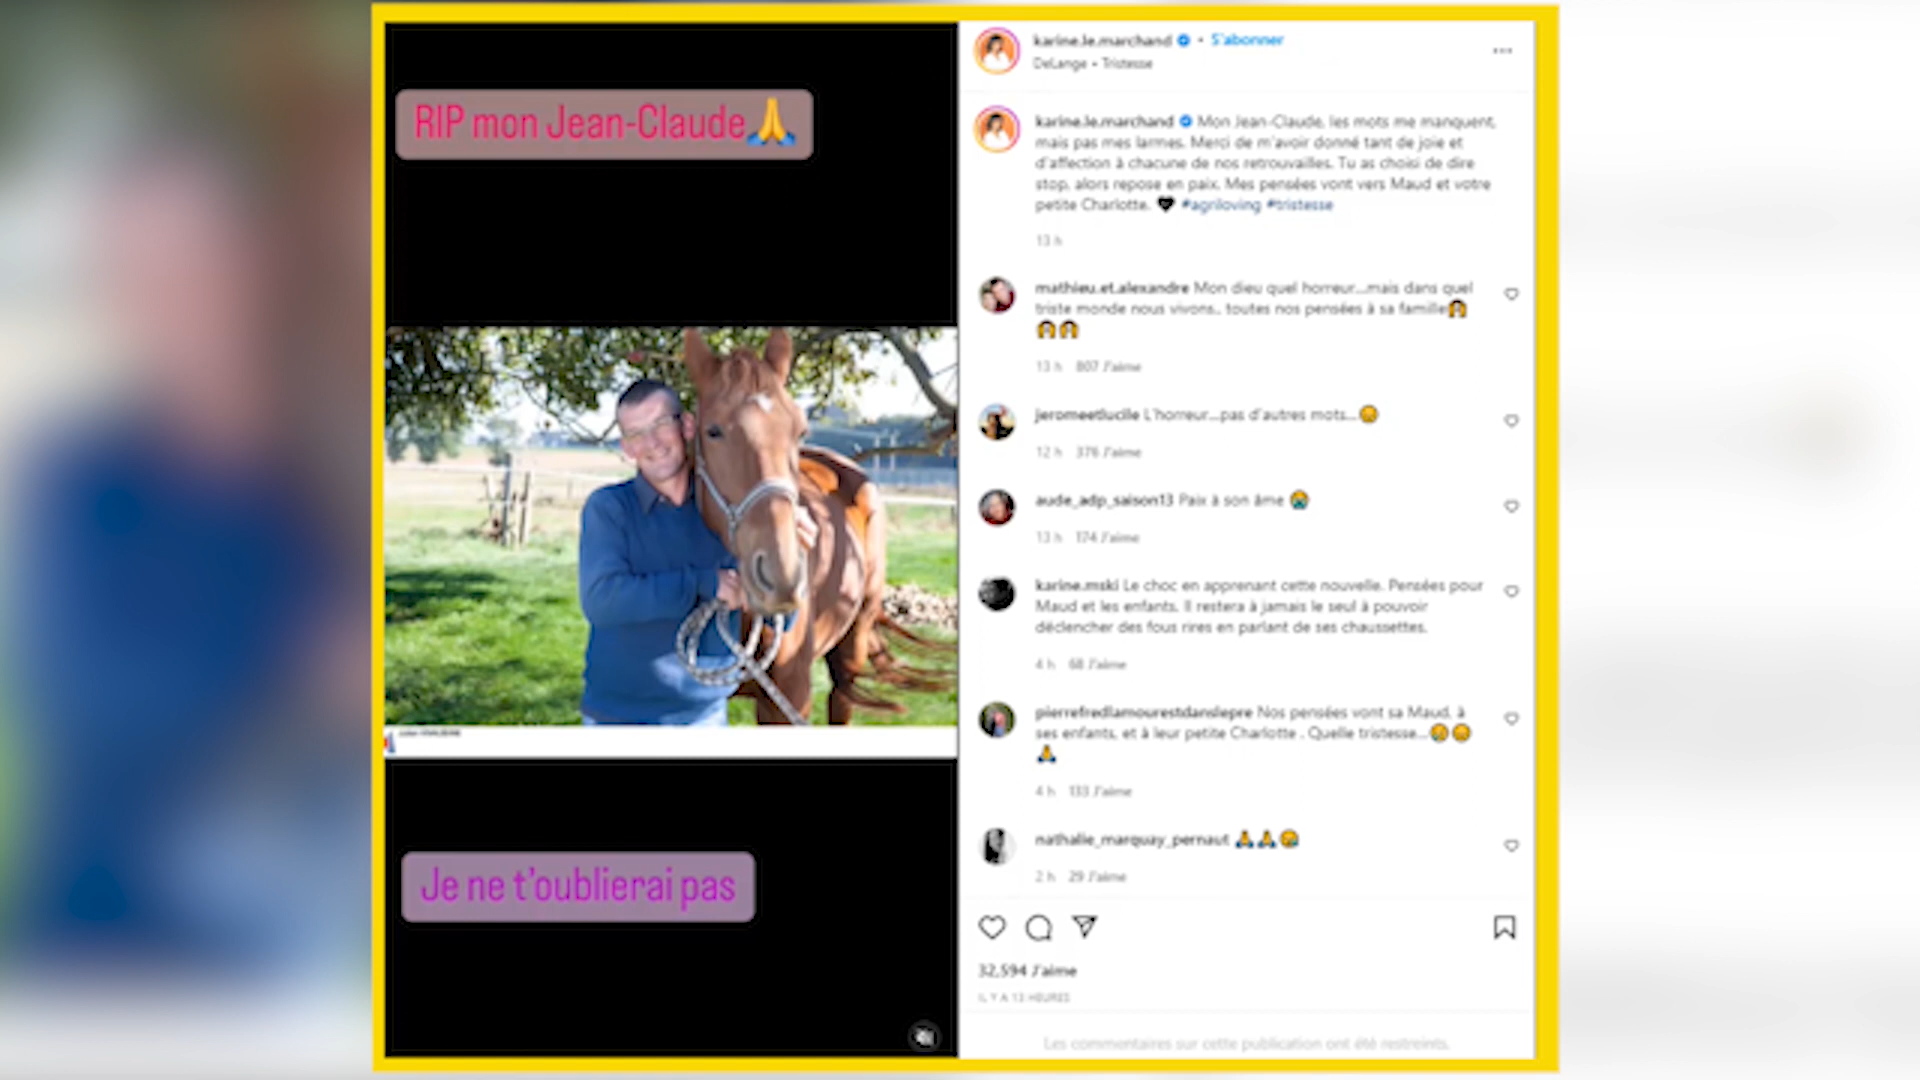 RIP mon Jean-Claude🙏
Je ne t'oublierai pas
karine.le.marchand • S'abonner
DeLange • Tristesse
karine.le.marchand Mon Jean-Claude, les mots me manquent,
mais pas mes larmes. Merci de m'avoir donné tant de joie et
d'affection à chacune de nos retrouvailles. Tu as choisi de dire
stop, alors repose en paix. Mes pensées vont vers Maud et votre
petite Charlotte. 🖤 #agriloving #tristesse
13 h
mathieu.et.alexandre Mon dieu quel horreur...mais dans quel
triste monde nous vivons.. toutes nos pensées à sa famille
13 h 807 J'aime
jeromeetlucile L'horreur...pas d'autres mots...
12 h 376 J'aime
aude_adp_saison13 Paix à son âme 😭
13 h 174 J'aime
karine.mski Le choc en apprenant cette nouvelle. Pensées pour
Maud et les enfants. Il restera à jamais le seul à pouvoir
déclencher des fous rires en parlant de ses chaussettes.
4 h 68 J'aime
pierrefredlamourestdanslepre Nos pensées vont sa Maud, à
ses enfants, et à leur petite Charlotte . Quelle tristesse...
🙏
4 h 133 J'aime
nathalie_marquay_pernaut 🙏🙏😢
2 h 29 J'aime
32,594 J'aime
IL Y A 13 HEURES
Les commentaires sur cette publication ont été restreints.